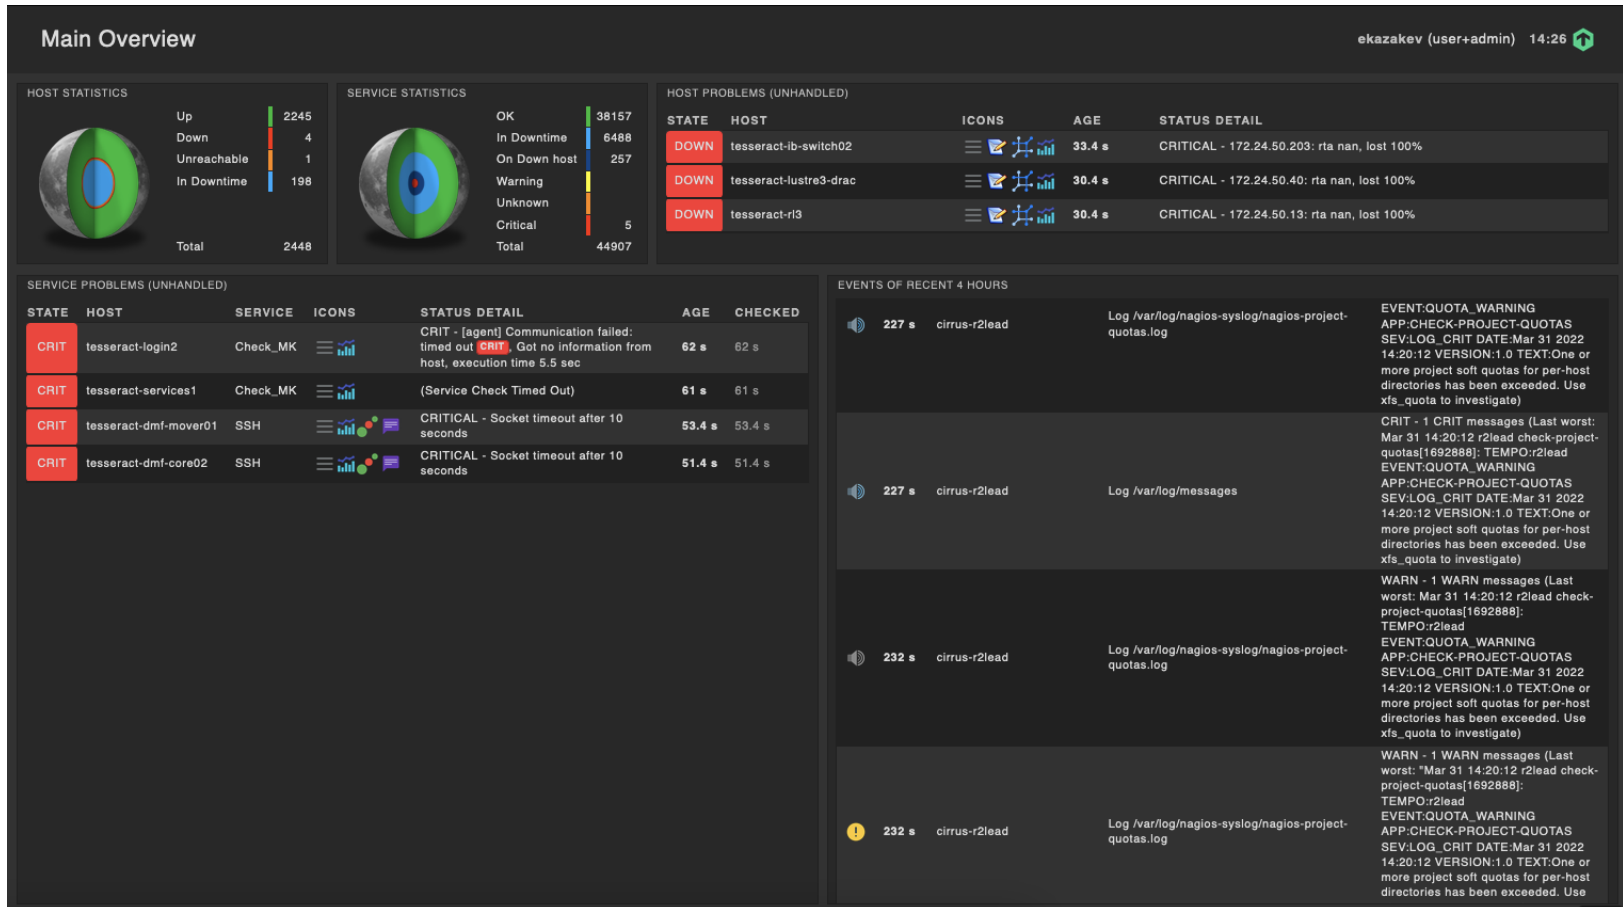 Main Overview
ekazakev (user+admin) 14:26
HOST STATISTICS
Up 2245
Down 4
Unreachable 1
In Downtime 198
Total 2448
SERVICE STATISTICS
OK 38157
In Downtime 6488
On Down host 257
Warning
Unknown
Critical 5
Total 44907
HOST PROBLEMS (UNHANDLED)
STATE HOST ICONS AGE STATUS DETAIL
DOWN tesseract-ib-switch02 33.4 s CRITICAL - 172.24.50.203: rta nan, lost 100%
DOWN tesseract-lustre3-drac 30.4 s CRITICAL - 172.24.50.40: rta nan, lost 100%
DOWN tesseract-rl3 30.4 s CRITICAL - 172.24.50.13: rta nan, lost 100%
SERVICE PROBLEMS (UNHANDLED)
STATE HOST SERVICE ICONS STATUS DETAIL AGE CHECKED
CRIT - [agent] Communication failed:
CRIT tesseract-login2 Check_MK timed out CRIT, Got no information from 62 s 62 s
host, execution time 5.5 sec
CRIT tesseract-services1 Check_MK (Service Check Timed Out) 61 s 61 s
CRIT tesseract-dmf-mover01 SSH CRITICAL - Socket timeout after 10 53.4 s 53.4 s
seconds
CRIT tesseract-dmf-core02 SSH CRITICAL - Socket timeout after 10 51.4 s 51.4 s
seconds
EVENTS OF RECENT 4 HOURS
227 s cirrus-r2lead
Log /var/log/nagios-syslog/nagios-project-
quotas.log
EVENT:QUOTA_WARNING
APP:CHECK-PROJECT-QUOTAS
SEV:LOG_CRIT DATE:Mar 31 2022
14:20:12 VERSION:1.0 TEXT:One or
more project soft quotas for per-host
directories has been exceeded. Use
xfs_quota to investigate)
227 s cirrus-r2lead
Log /var/log/messages
CRIT - 1 CRIT messages (Last worst:
Mar 31 14:20:12 r2lead check-project-
quotas[1692888]: TEMPO:r2lead
EVENT:QUOTA_WARNING
APP:CHECK-PROJECT-QUOTAS
SEV:LOG_CRIT DATE:Mar 31 2022
14:20:12 VERSION:1.0 TEXT:One or
more project soft quotas for per-host
directories has been exceeded. Use
xfs_quota to investigate)
232 s cirrus-r2lead
Log /var/log/nagios-syslog/nagios-project-
quotas.log
WARN - 1 WARN messages (Last
worst: Mar 31 14:20:12 r2lead check-
project-quotas[1692888]:
TEMPO:r2lead
EVENT:QUOTA_WARNING
APP:CHECK-PROJECT-QUOTAS
SEV:LOG_CRIT DATE:Mar 31 2022
14:20:12 VERSION:1.0 TEXT:One or
more project soft quotas for per-host
directories has been exceeded. Use
xfs_quota to investigate)
232 s cirrus-r2lead
Log /var/log/nagios-syslog/nagios-project-
quotas.log
WARN - 1 WARN messages (Last
worst: "Mar 31 14:20:12 r2lead check-
project-quotas[1692888]:
TEMPO:r2lead
EVENT:QUOTA_WARNING
APP:CHECK-PROJECT-QUOTAS
SEV:LOG_CRIT DATE:Mar 31 2022
14:20:12 VERSION:1.0 TEXT:One or
more project soft quotas for per-host
directories has been exceeded. Use